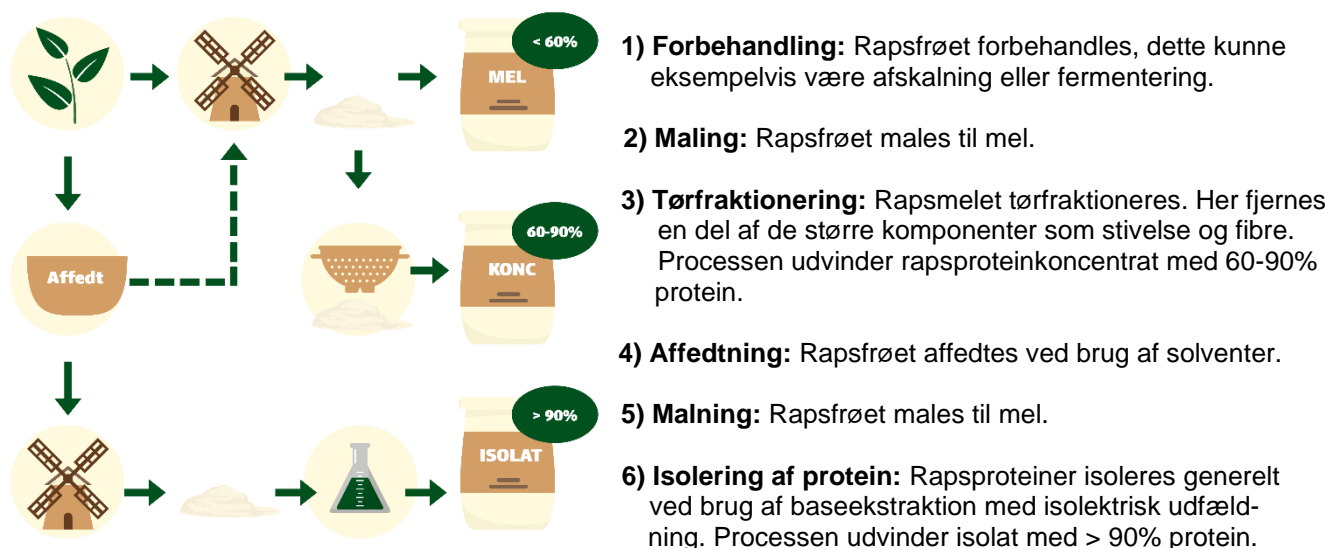 < 60%
MEL
60-90%
KONC
Affedt
> 90%
ISOLAT
1) Forbehandling: Rapsfrøet forbehandles, dette kunne
eksempelvis være afskalning eller fermentering.
2) Maling: Rapsfrøet males til mel.
3) Tørfraktionering: Rapsmelet tørfraktioneres. Her fjernes
en del af de større komponenter som stivelse og fibre.
Processen udvinder rapsproteinkoncentrat med 60-90%
protein.
4) Affedtning: Rapsfrøet affedtes ved brug af solventer.
5) Malning: Rapsfrøet males til mel.
6) Isolering af protein: Rapsproteiner isoleres generelt
ved brug af baseekstraktion med isolektrisk udfæld-
ning. Processen udvinder isolat med > 90% protein.